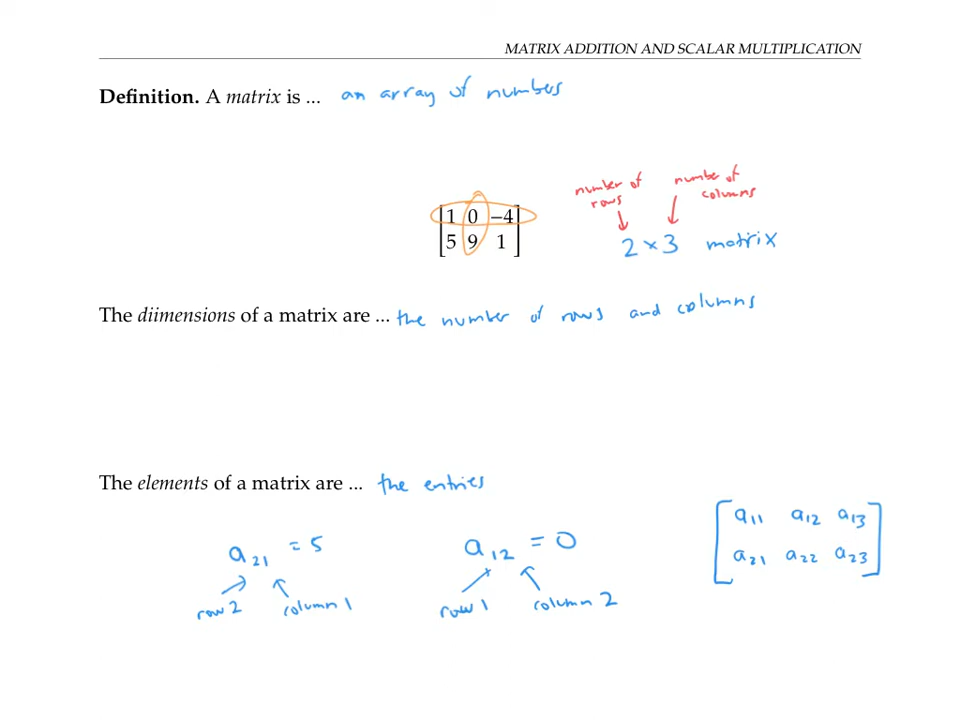 MATRIX ADDITION AND SCALAR MULTIPLICATION
Definition. A matrix is ... an array of numbers
number of rows
number of columns
[1 0 −4]
[5 9 1]
2 × 3 matrix
The diimensions of a matrix are ... the number of rows and columns
The elements of a matrix are ... the entries
a21 = 5
row 2 column 1
a12 = 0
row 1 column 2
[a11 a12 a13]
[a21 a22 a23]